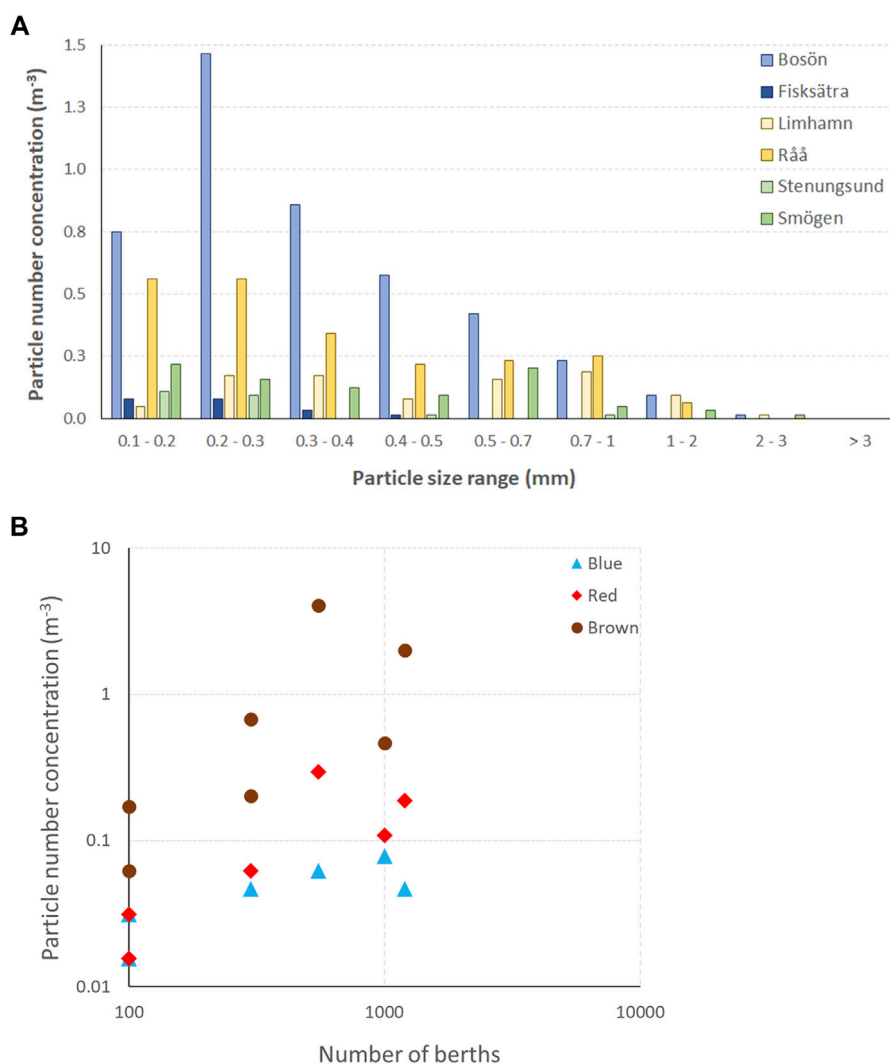 A
Particle number concentration (m⁻³)
1.5
1.3
1.0
0.8
0.5
0.3
0.0
Bosön
Fisksätra
Limhamn
Råå
Stenungsund
Smögen
0.1 - 0.2 0.2 - 0.3 0.3 - 0.4 0.4 - 0.5 0.5 - 0.7 0.7 - 1 1 - 2 2 - 3 > 3
Particle size range (mm)
B
Particle number concentration (m⁻³)
10
1
0.1
0.01
Blue
Red
Brown
100 1000 10000
Number of berths